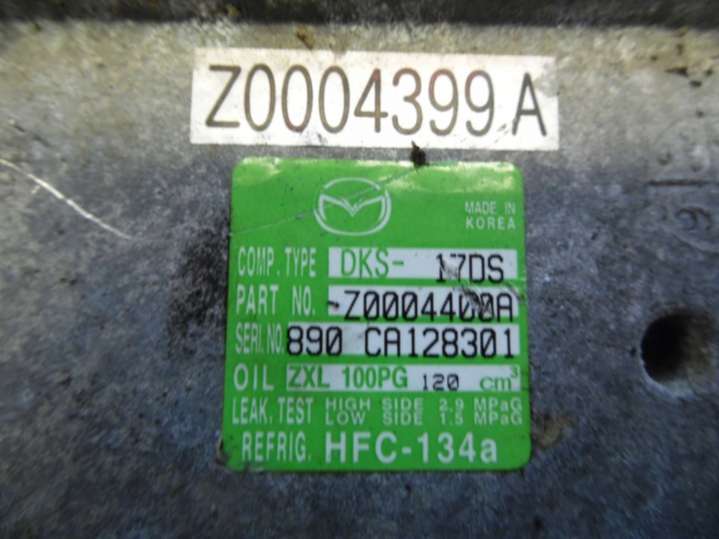 Z0004399 A
MADE IN
KOREA
COMP. TYPE DKS- 17DS
PART NO. -Z0004400A
SERI. NO. 890 CA128301
OIL ZXL 100PG 120 cm³
LEAK. TEST HIGH SIDE 2.9 MPaG
LOW SIDE 1.5 MPaG
REFRIG. HFC-134a